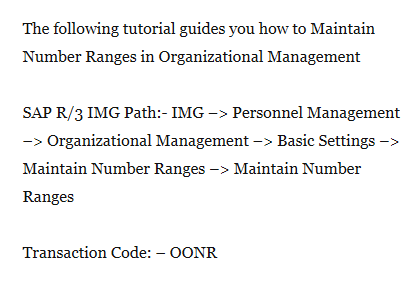 The following tutorial guides you how to Maintain
Number Ranges in Organizational Management
SAP R/3 IMG Path:- IMG –> Personnel Management
–> Organizational Management –> Basic Settings –>
Maintain Number Ranges –> Maintain Number
Ranges
Transaction Code: – OONR